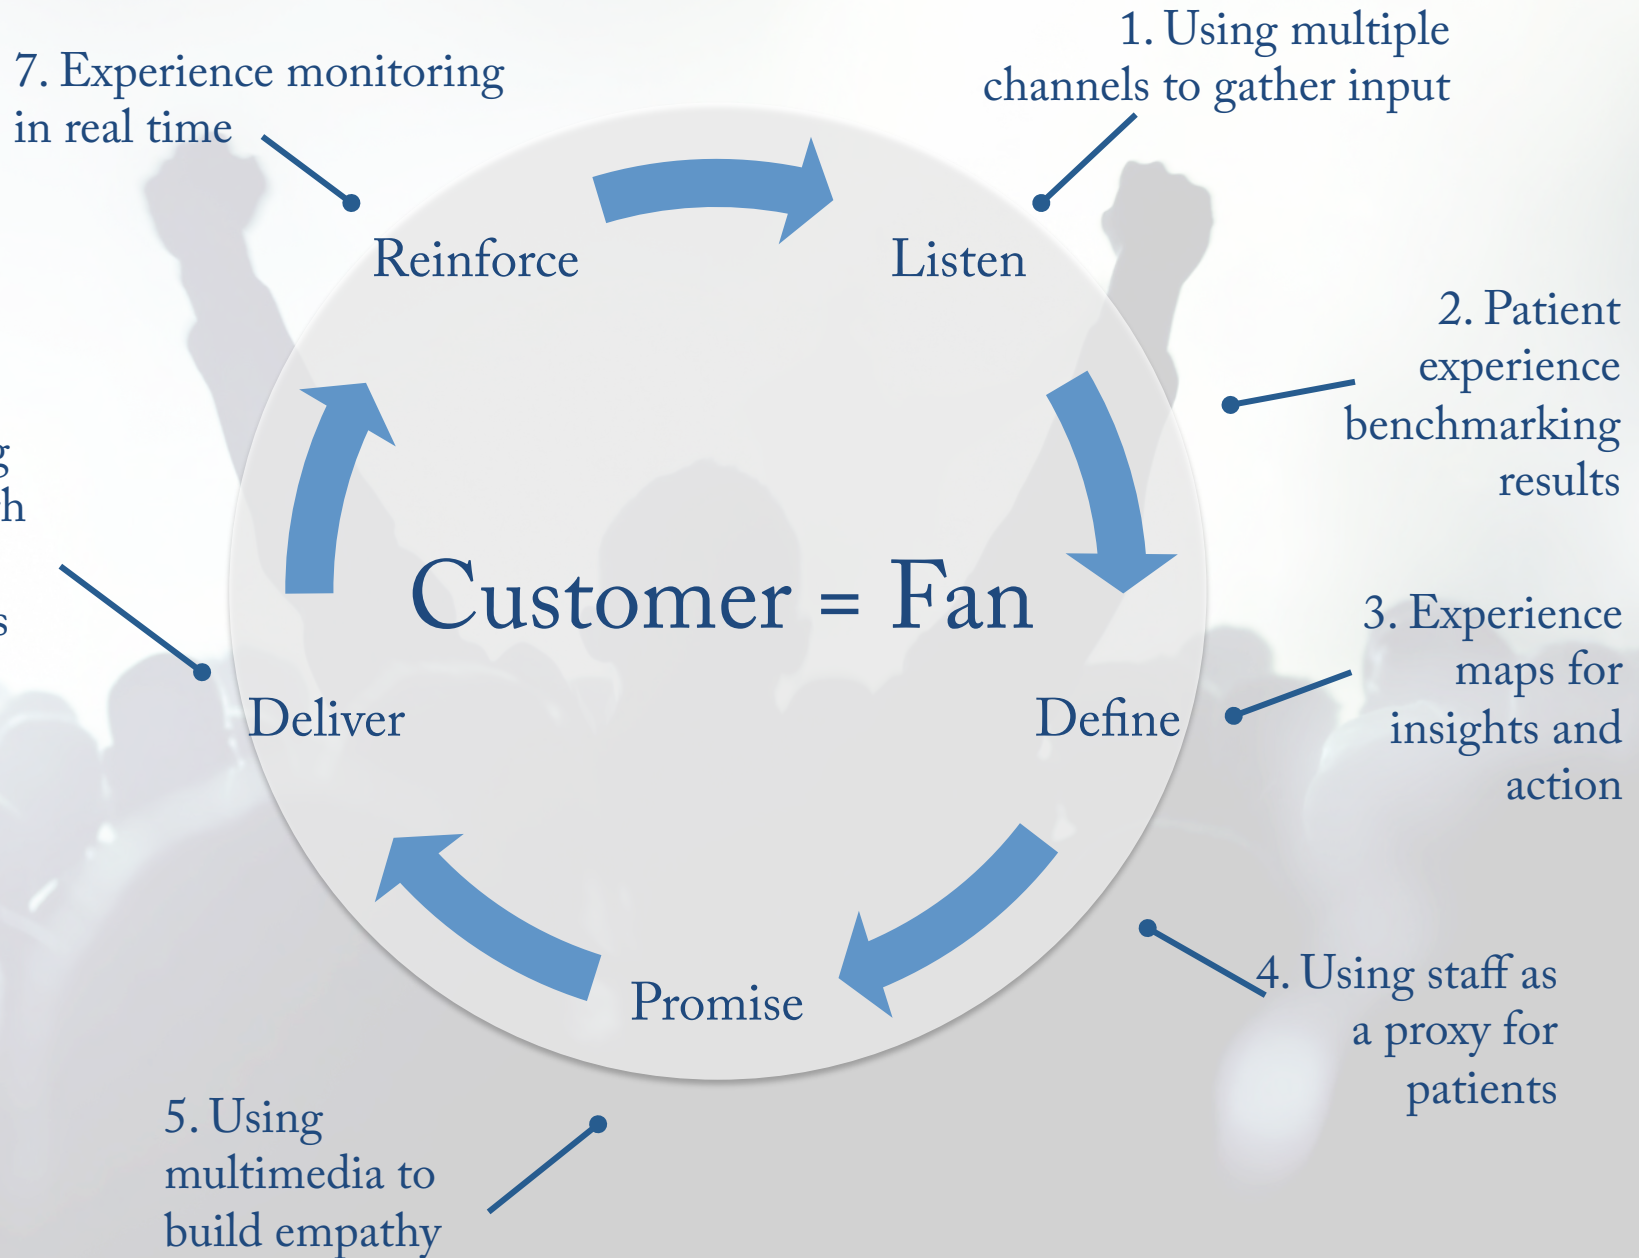 1. Using multiple
channels to gather input
7. Experience monitoring
in real time
Reinforce
Listen
2. Patient
experience
benchmarking
results
Customer = Fan
3. Experience
maps for
insights and
action
Deliver
Define
4. Using staff as
a proxy for
patients
Promise
5. Using
multimedia to
build empathy